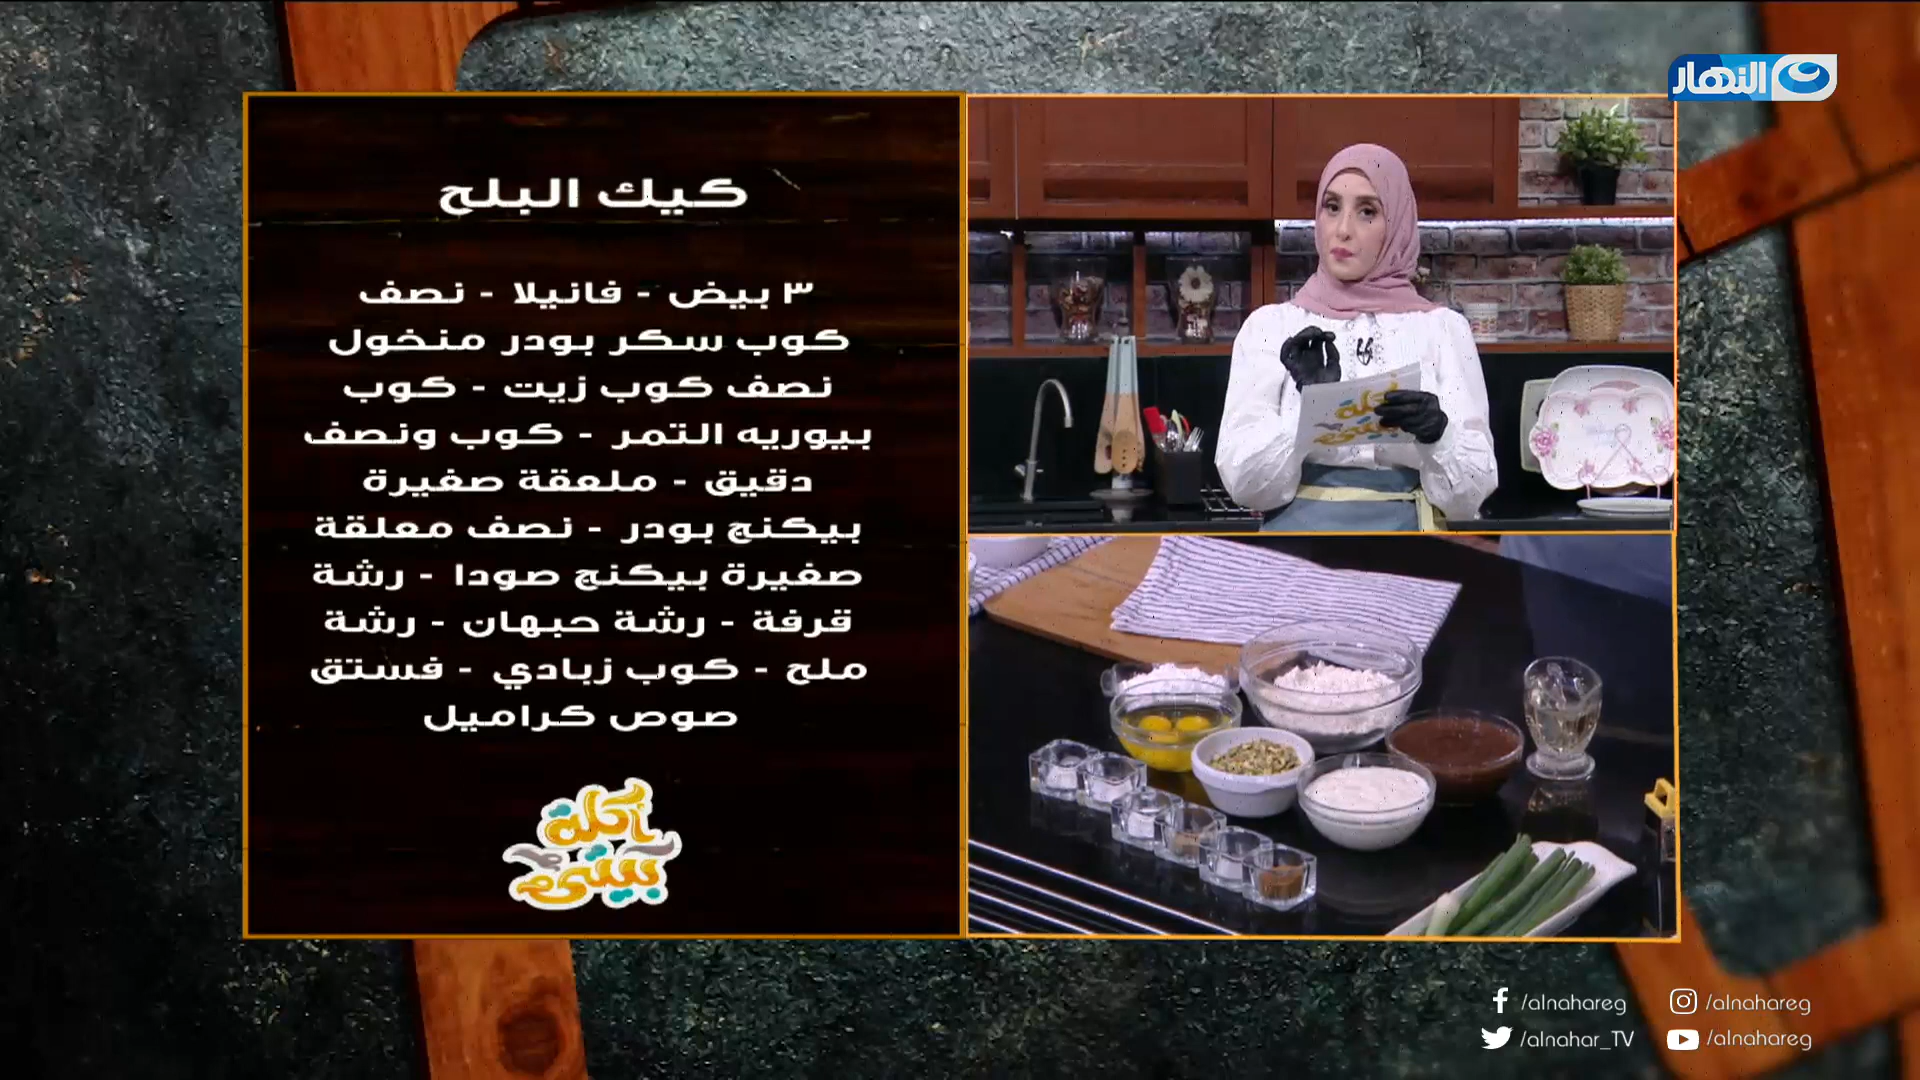 النهار
كيك البلح
٣ بيض - فانيلا - نصف
كوب سكر بودر منخول
نصف كوب زيت - كوب
بيوريه التمر - كوب ونصف
دقيق - ملعقة صغيرة
بيكنج بودر - نصف معلقة
صغيرة بيكنج صودا - رشة
قرفة - رشة حبهان - رشة
ملح - كوب زبادي - فستق
صوص كراميل
اكلة
بيتي
/alnahareg
/alnahareg
/alnahar_TV
/alnahareg